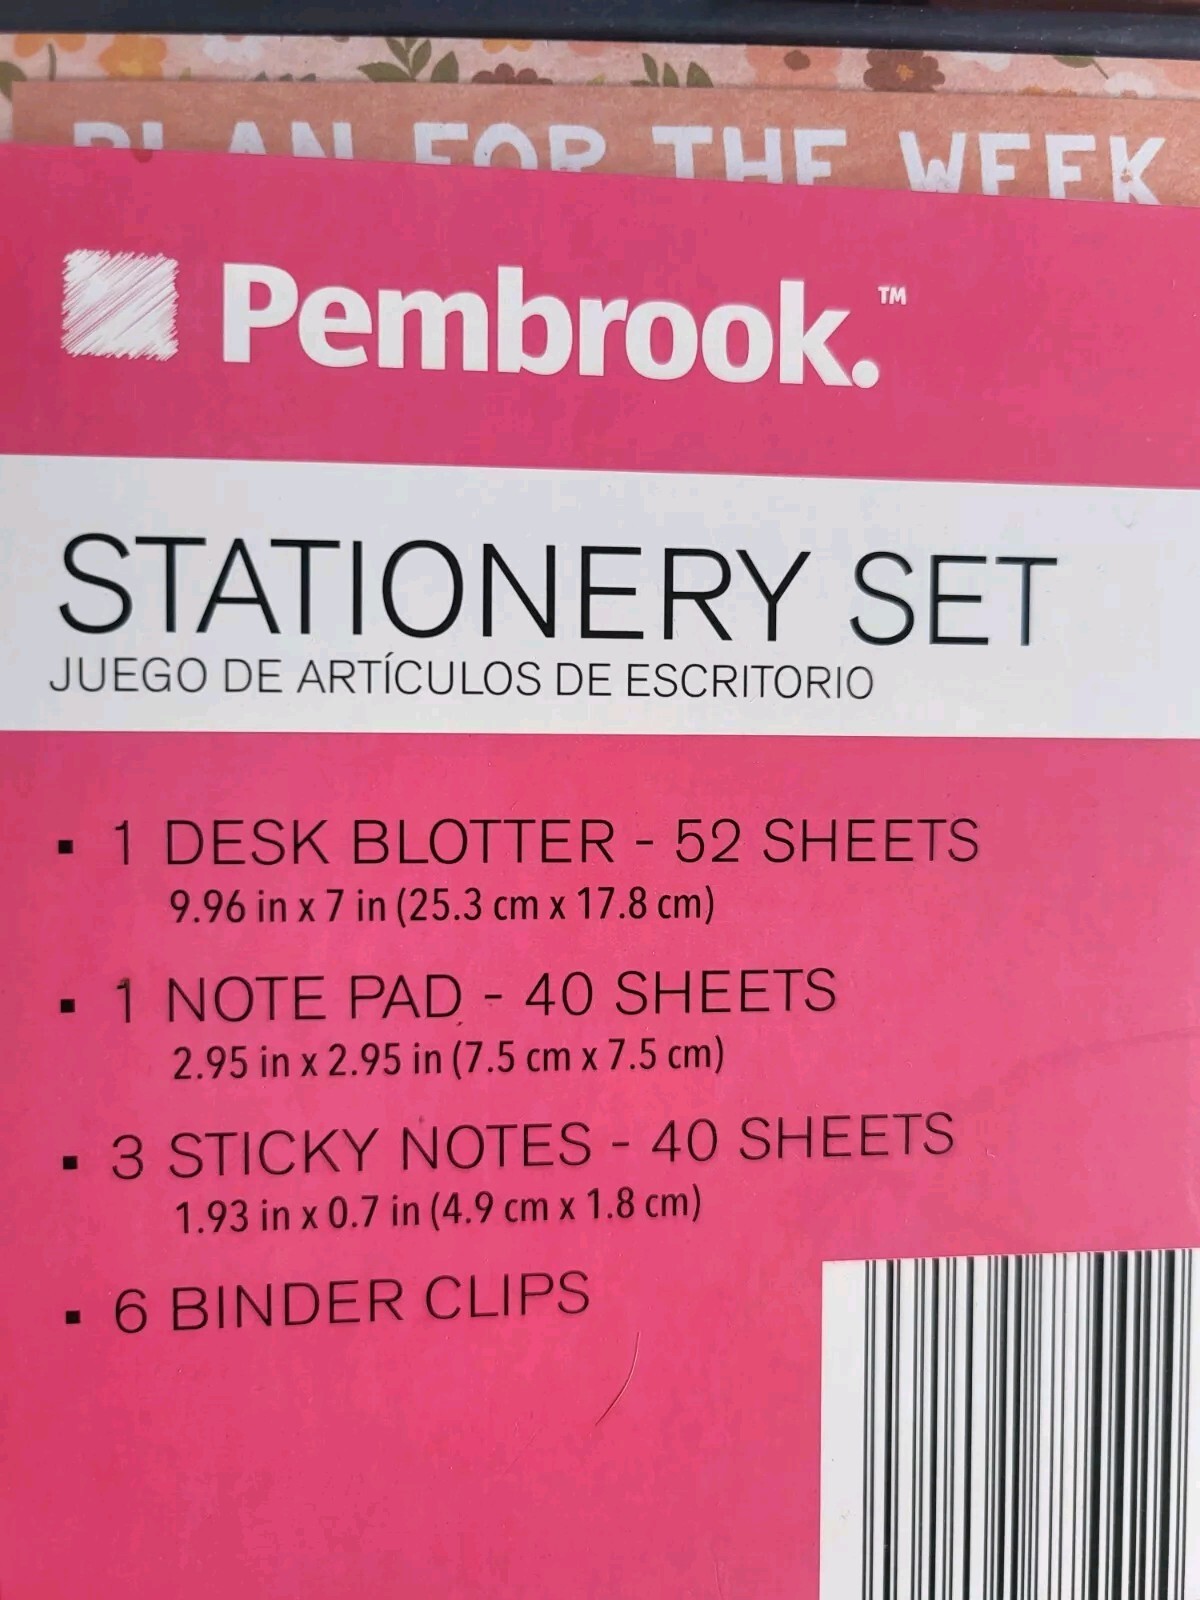 PLAN FOR THE WEEK
Pembrook.™
STATIONERY SET
JUEGO DE ARTÍCULOS DE ESCRITORIO
▪ 1 DESK BLOTTER - 52 SHEETS
9.96 in x 7 in (25.3 cm x 17.8 cm)
▪ 1 NOTE PAD - 40 SHEETS
2.95 in x 2.95 in (7.5 cm x 7.5 cm)
▪ 3 STICKY NOTES - 40 SHEETS
1.93 in x 0.7 in (4.9 cm x 1.8 cm)
▪ 6 BINDER CLIPS